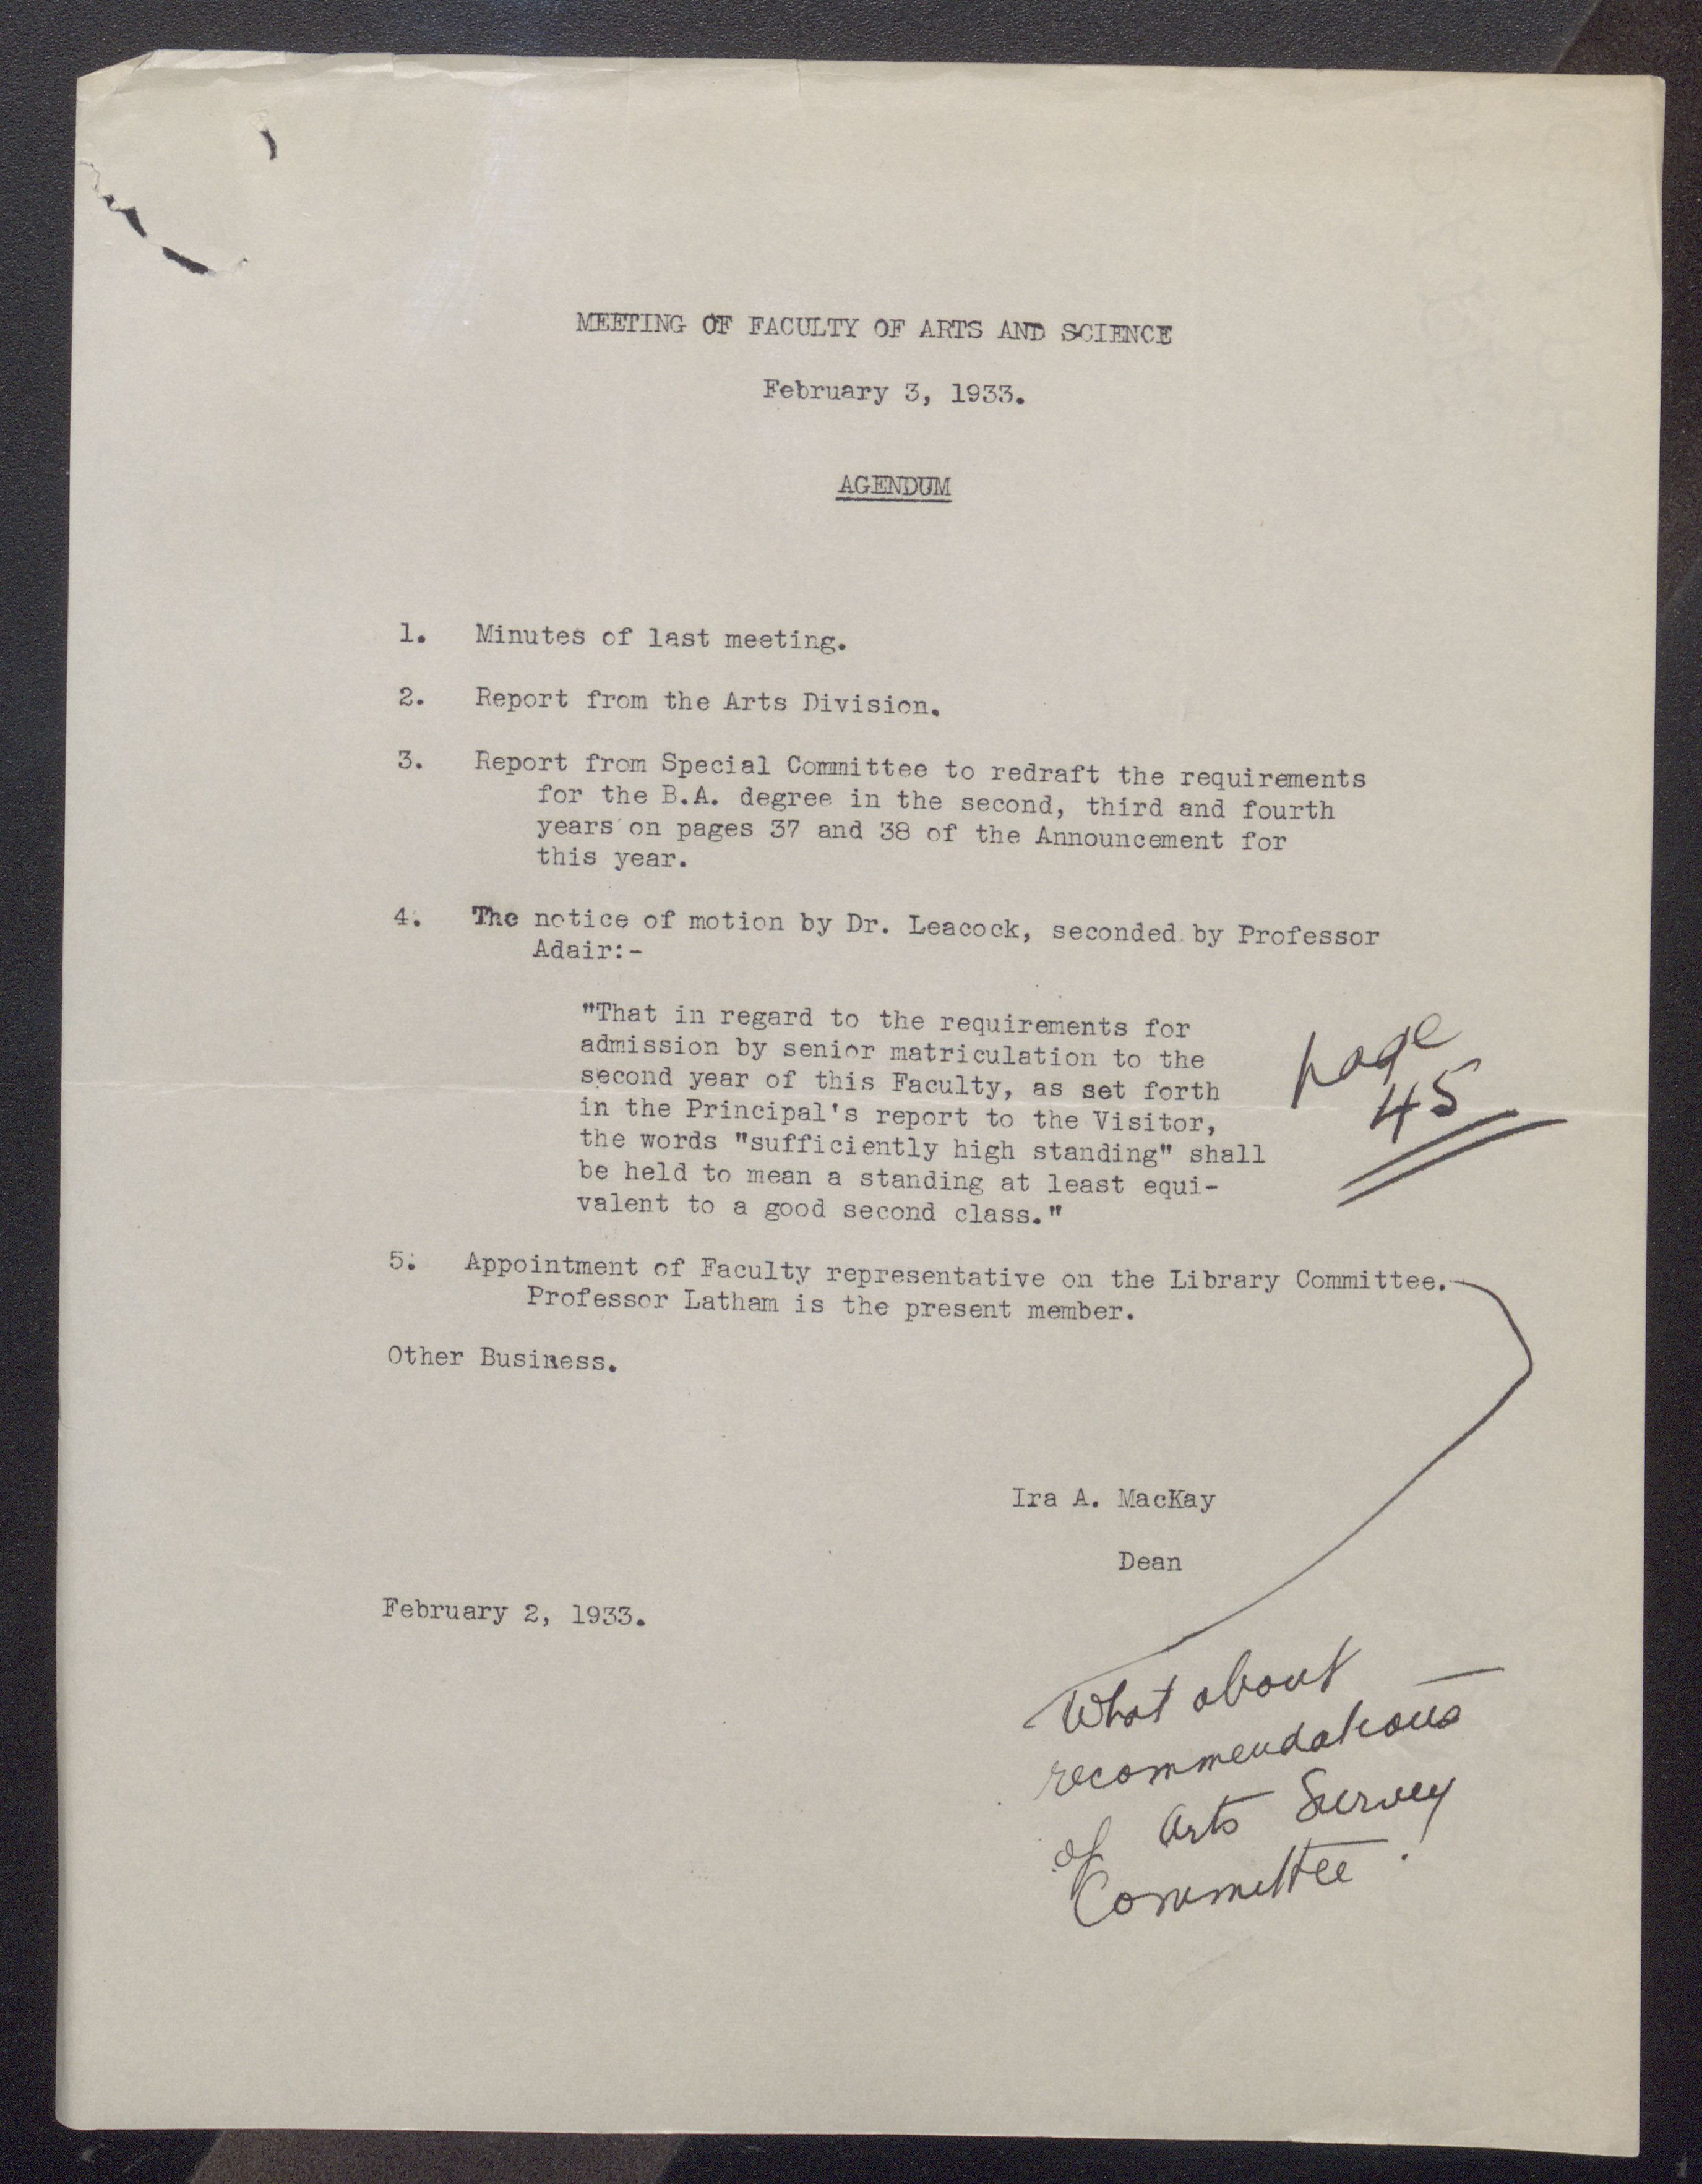 MEETING OF FACULTY OF ARTS AND SCIENCE
February 3, 1933.
AGENDUM
1. Minutes of last meeting.
2. Report from the Arts Division.
3. Report from Special Committee to redraft the requirements
for the B.A. degree in the second, third and fourth
years on pages 37 and 38 of the Announcement for
this year.
4. The notice of motion by Dr. Leacock, seconded by Professor
Adair:-
"That in regard to the requirements for
admission by senior matriculation to the
second year of this Faculty, as set forth
in the Principal's report to the Visitor,
the words "sufficiently high standing" shall
be held to mean a standing at least equi-
valent to a good second class."
page
45
5. Appointment of Faculty representative on the Library Committee.
Professor Latham is the present member.
Other Business.
Ira A. MacKay
Dean
February 2, 1933.
What about
recommendations
of Arts Survey
Committee ?